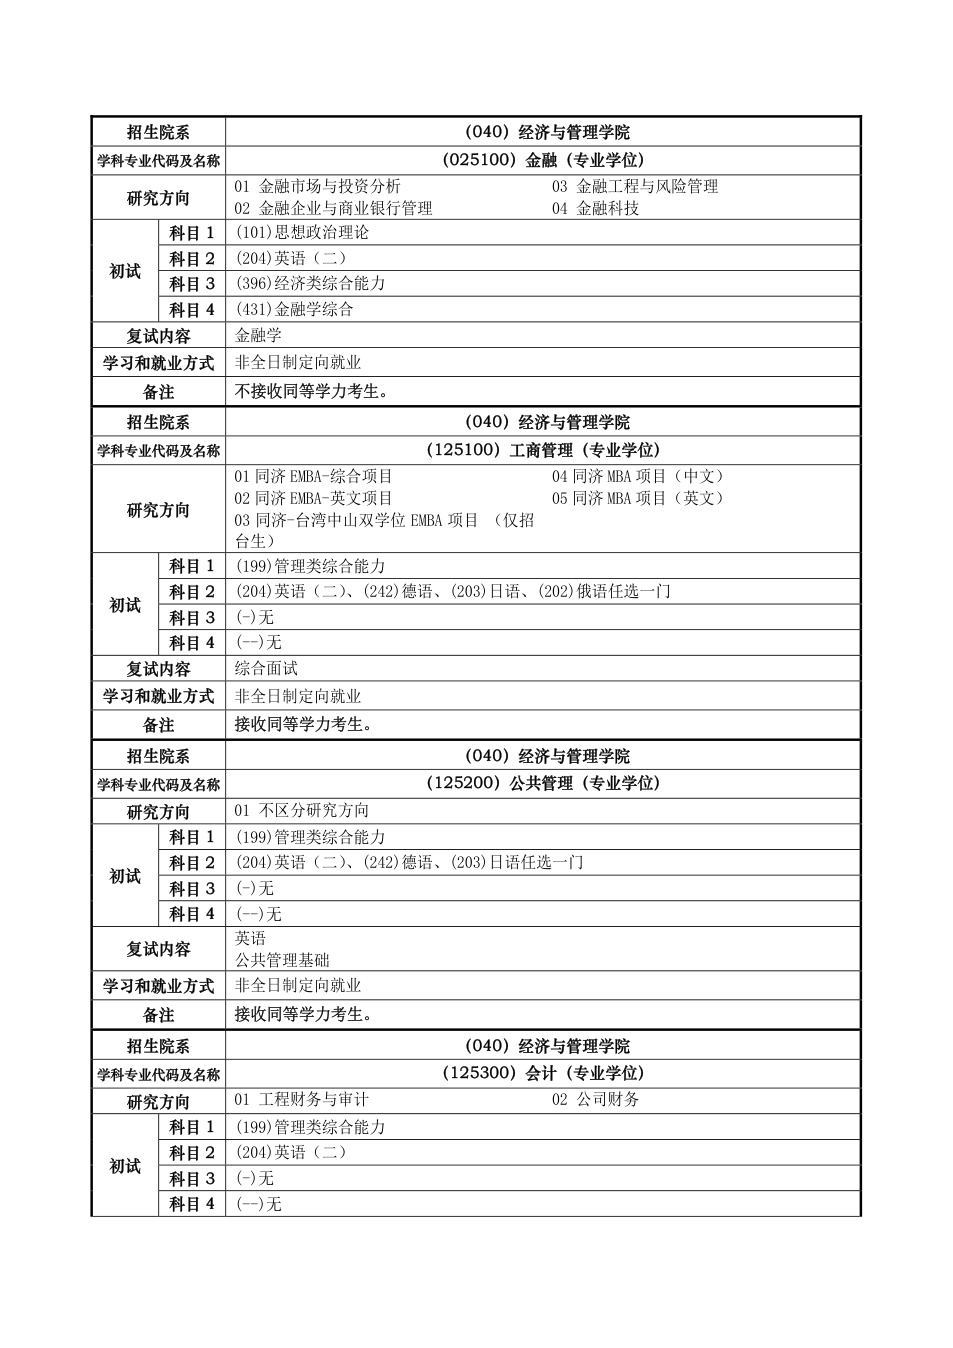 招生院系 （040）经济与管理学院
学科专业代码及名称 （025100）金融（专业学位）
研究方向 01 金融市场与投资分析 03 金融工程与风险管理
02 金融企业与商业银行管理 04 金融科技
初试 科目 1 (101)思想政治理论
科目 2 (204)英语（二）
科目 3 (396)经济类综合能力
科目 4 (431)金融学综合
复试内容 金融学
学习和就业方式 非全日制定向就业
备注 不接收同等学力考生。
招生院系 （040）经济与管理学院
学科专业代码及名称 （125100）工商管理（专业学位）
研究方向 01 同济 EMBA-综合项目 04 同济 MBA 项目（中文）
02 同济 EMBA-英文项目 05 同济 MBA 项目（英文）
03 同济-台湾中山双学位 EMBA 项目 （仅招
台生）
初试 科目 1 (199)管理类综合能力
科目 2 (204)英语（二）、(242)德语、(203)日语、(202)俄语任选一门
科目 3 (-)无
科目 4 (--)无
复试内容 综合面试
学习和就业方式 非全日制定向就业
备注 接收同等学力考生。
招生院系 （040）经济与管理学院
学科专业代码及名称 （125200）公共管理（专业学位）
研究方向 01 不区分研究方向
初试 科目 1 (199)管理类综合能力
科目 2 (204)英语（二）、(242)德语、(203)日语任选一门
科目 3 (-)无
科目 4 (--)无
复试内容 英语
公共管理基础
学习和就业方式 非全日制定向就业
备注 接收同等学力考生。
招生院系 （040）经济与管理学院
学科专业代码及名称 （125300）会计（专业学位）
研究方向 01 工程财务与审计 02 公司财务
初试 科目 1 (199)管理类综合能力
科目 2 (204)英语（二）
科目 3 (-)无
科目 4 (--)无